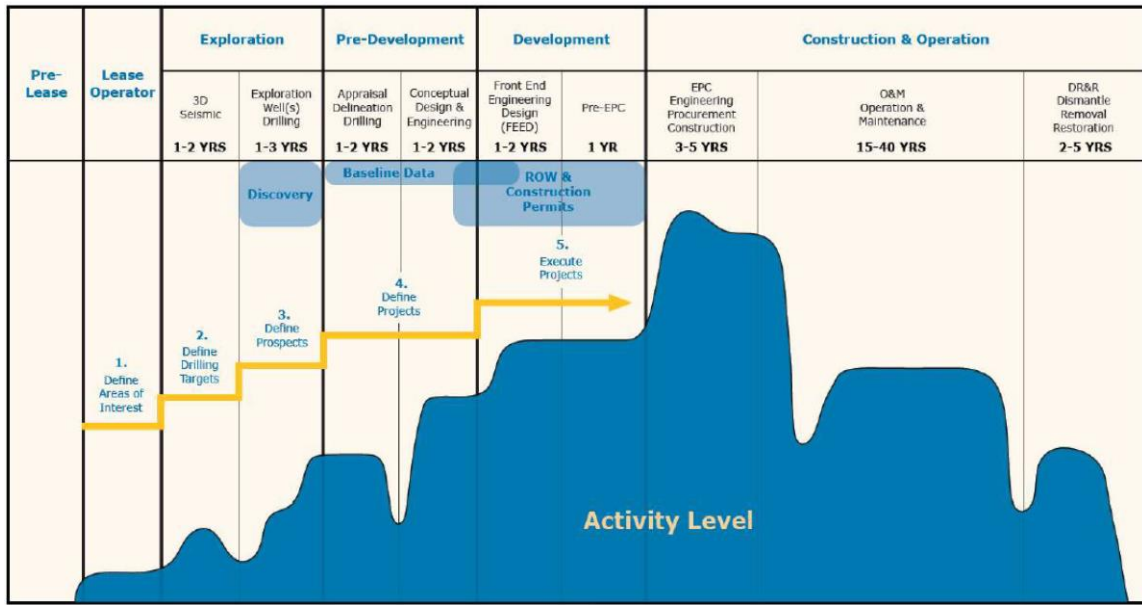 Pre-
Lease
Lease
Operator
Exploration
Pre-Development
Development
Construction & Operation
3D
Seismic
1-2 YRS
Exploration
Well(s)
Drilling
1-3 YRS
Appraisal
Delineation
Drilling
1-2 YRS
Conceptual
Design &
Engineering
1-2 YRS
Front End
Engineering
Design
(FEED)
1-2 YRS
Pre-EPC
1 YR
EPC
Engineering
Procurement
Construction
3-5 YRS
O&M
Operation &
Maintenance
15-40 YRS
DR&R
Dismantle
Removal
Restoration
2-5 YRS
Discovery
Baseline Data
ROW &
Construction
Permits
1.
Define
Areas of
Interest
2.
Define
Drilling
Targets
3.
Define
Prospects
4.
Define
Projects
5.
Execute
Projects
Activity Level